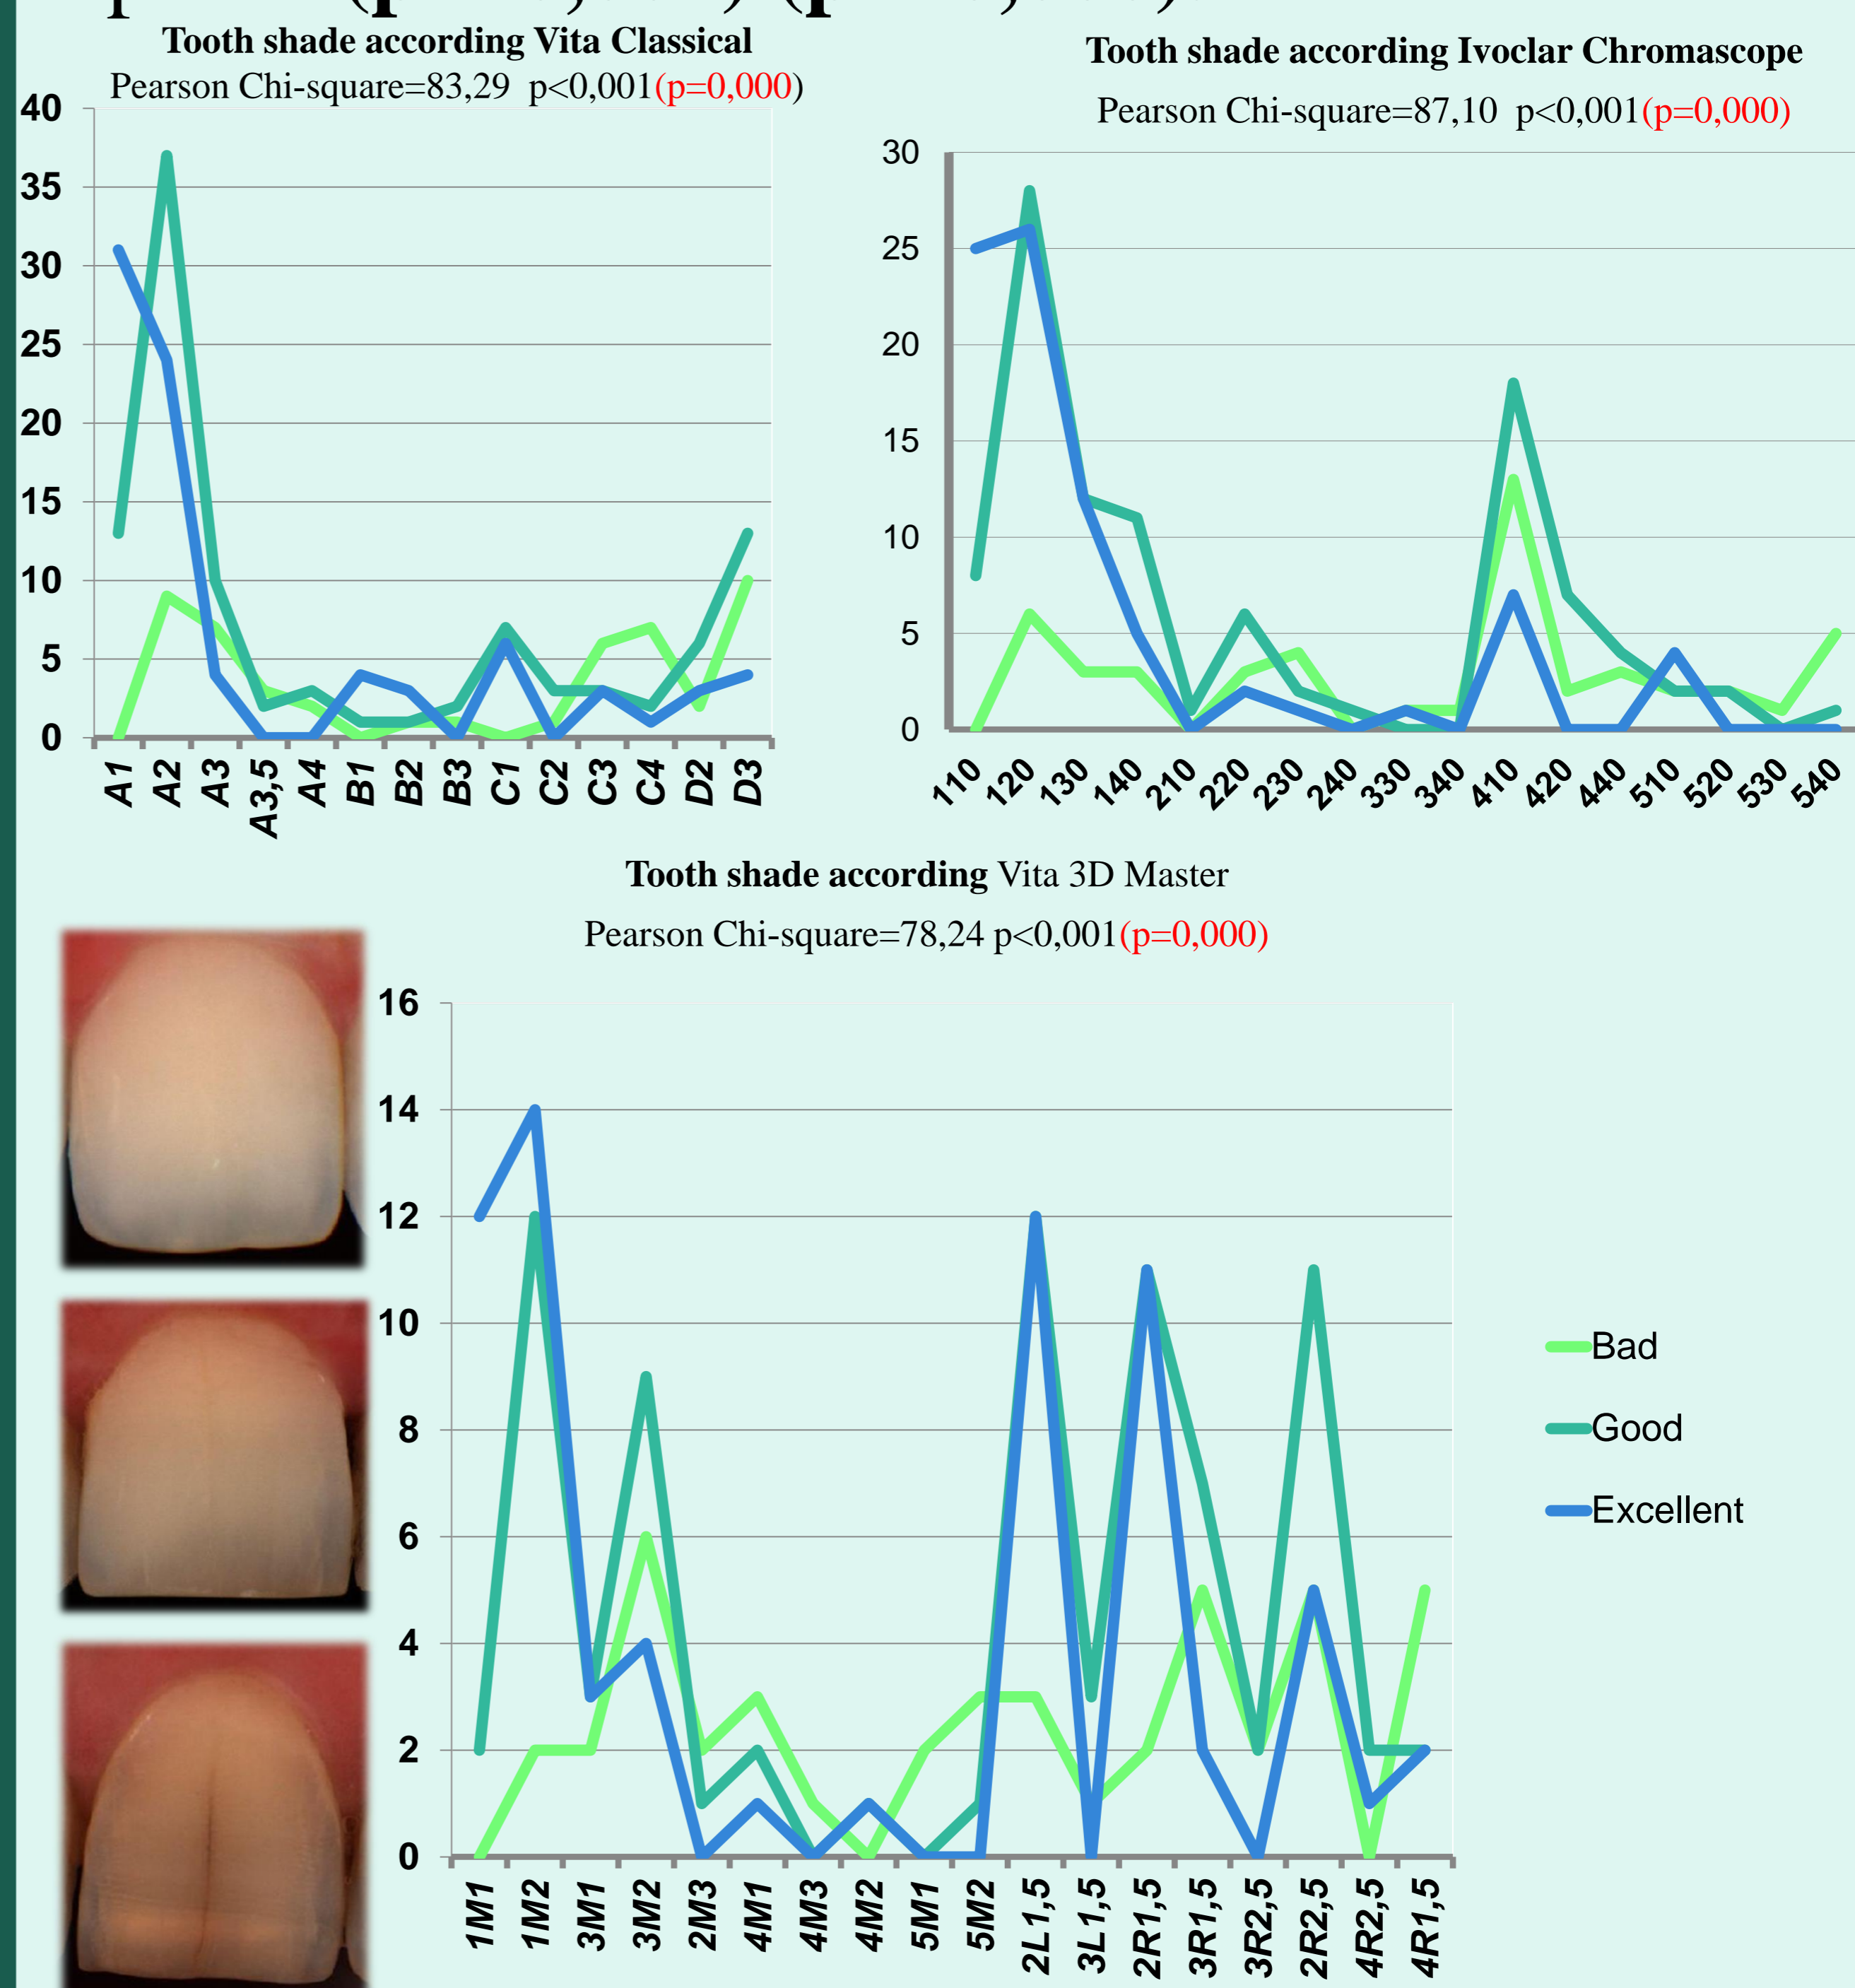 Tooth shade according Vita Classical
Pearson Chi-square=83,29 p<0,001(p=0,000)
40
35
30
25
20
15
10
5
0
A1 A2 A3 A3,5 A4 B1 B2 B3 C1 C2 C3 C4 D2 D3
Tooth shade according Ivoclar Chromascope
Pearson Chi-square=87,10 p<0,001(p=0,000)
30
25
20
15
10
5
0
110 120 130 140 210 220 230 240 330 340 410 420 440 510 520 530 540
Tooth shade according Vita 3D Master
Pearson Chi-square=78,24 p<0,001(p=0,000)
16
14
12
10
8
6
4
2
0
1M1 1M2 3M1 3M2 2M3 4M1 4M3 4M2 5M1 5M2 2L1,5 3L1,5 2R1,5 3R1,5 3R2,5 2R2,5 4R2,5 4R1,5
Bad
Good
Excellent